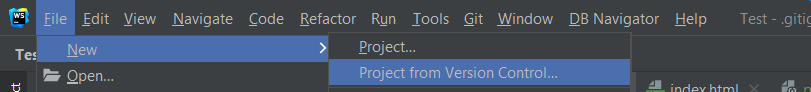 WS File Edit View Navigate Code Refactor Run Tools Git Window DB Navigator Help Test - .gitig
New Project...
Tes
Open... Project from Version Control...
index.html